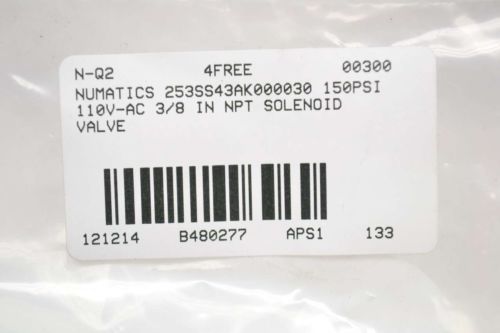 N-Q2 4FREE 00300
NUMATICS 253SS43AK000030 150PSI
110V-AC 3/8 IN NPT SOLENOID
VALVE
121214 B480277 APS1 133